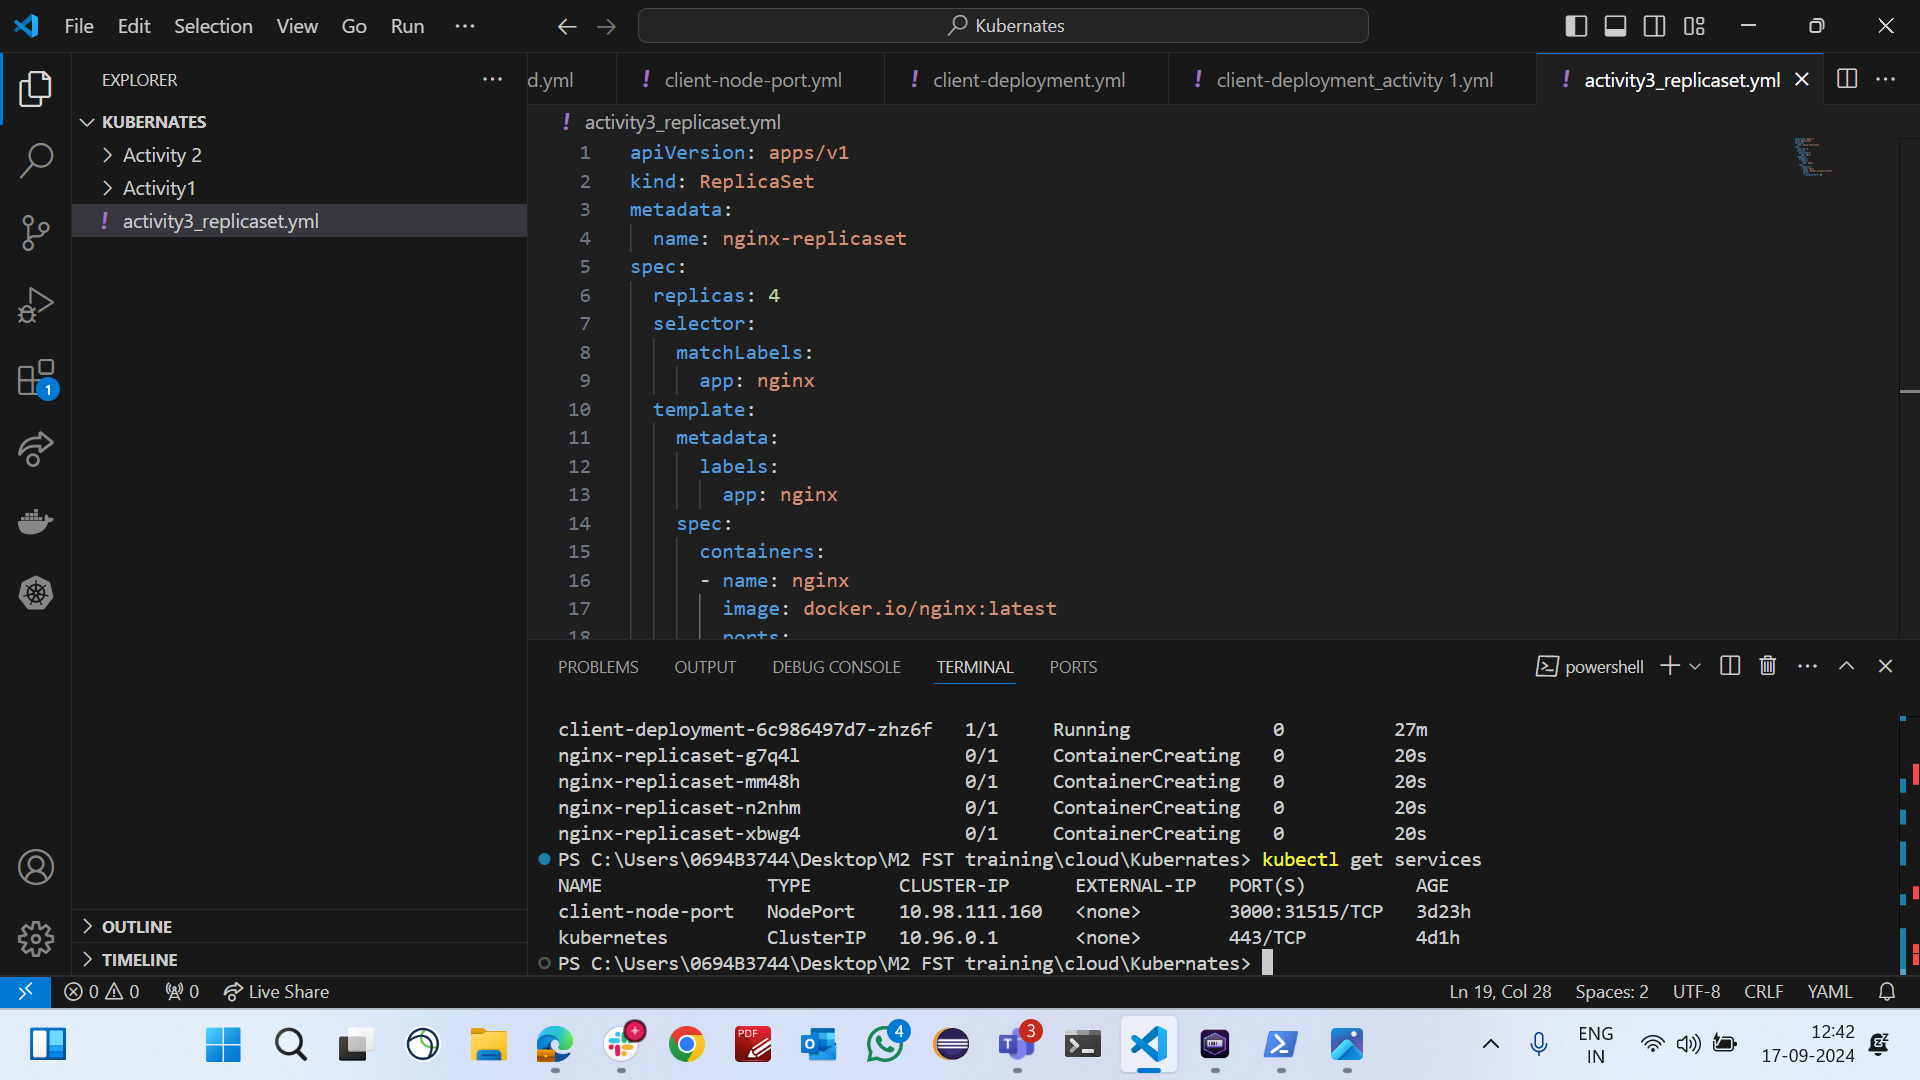 File Edit Selection View Go Run ···
Kubernates
EXPLORER
d.yml
! client-node-port.yml
! client-deployment.yml
! client-deployment_activity 1.yml
! activity3_replicaset.yml
KUBERNATES
Activity 2
Activity1
! activity3_replicaset.yml
! activity3_replicaset.yml
1 apiVersion: apps/v1
2 kind: ReplicaSet
3 metadata:
4 name: nginx-replicaset
5 spec:
6 replicas: 4
7 selector:
8 matchLabels:
9 app: nginx
10 template:
11 metadata:
12 labels:
13 app: nginx
14 spec:
15 containers:
16 - name: nginx
17 image: docker.io/nginx:latest
18 ports:
1
OUTLINE
TIMELINE
PROBLEMS OUTPUT DEBUG CONSOLE TERMINAL PORTS
powershell
client-deployment-6c986497d7-zhz6f 1/1 Running 0 27m
nginx-replicaset-g7q4l 0/1 ContainerCreating 0 20s
nginx-replicaset-mm48h 0/1 ContainerCreating 0 20s
nginx-replicaset-n2nhm 0/1 ContainerCreating 0 20s
nginx-replicaset-xbwg4 0/1 ContainerCreating 0 20s
PS C:\Users\0694B3744\Desktop\M2 FST training\cloud\Kubernates> kubectl get services
NAME TYPE CLUSTER-IP EXTERNAL-IP PORT(S) AGE
client-node-port NodePort 10.98.111.160 <none> 3000:31515/TCP 3d23h
kubernetes ClusterIP 10.96.0.1 <none> 443/TCP 4d1h
PS C:\Users\0694B3744\Desktop\M2 FST training\cloud\Kubernates>
0 0 0 Live Share
Ln 19, Col 28 Spaces: 2 UTF-8 CRLF YAML
PDF
4
3
ENG
IN
12:42
17-09-2024